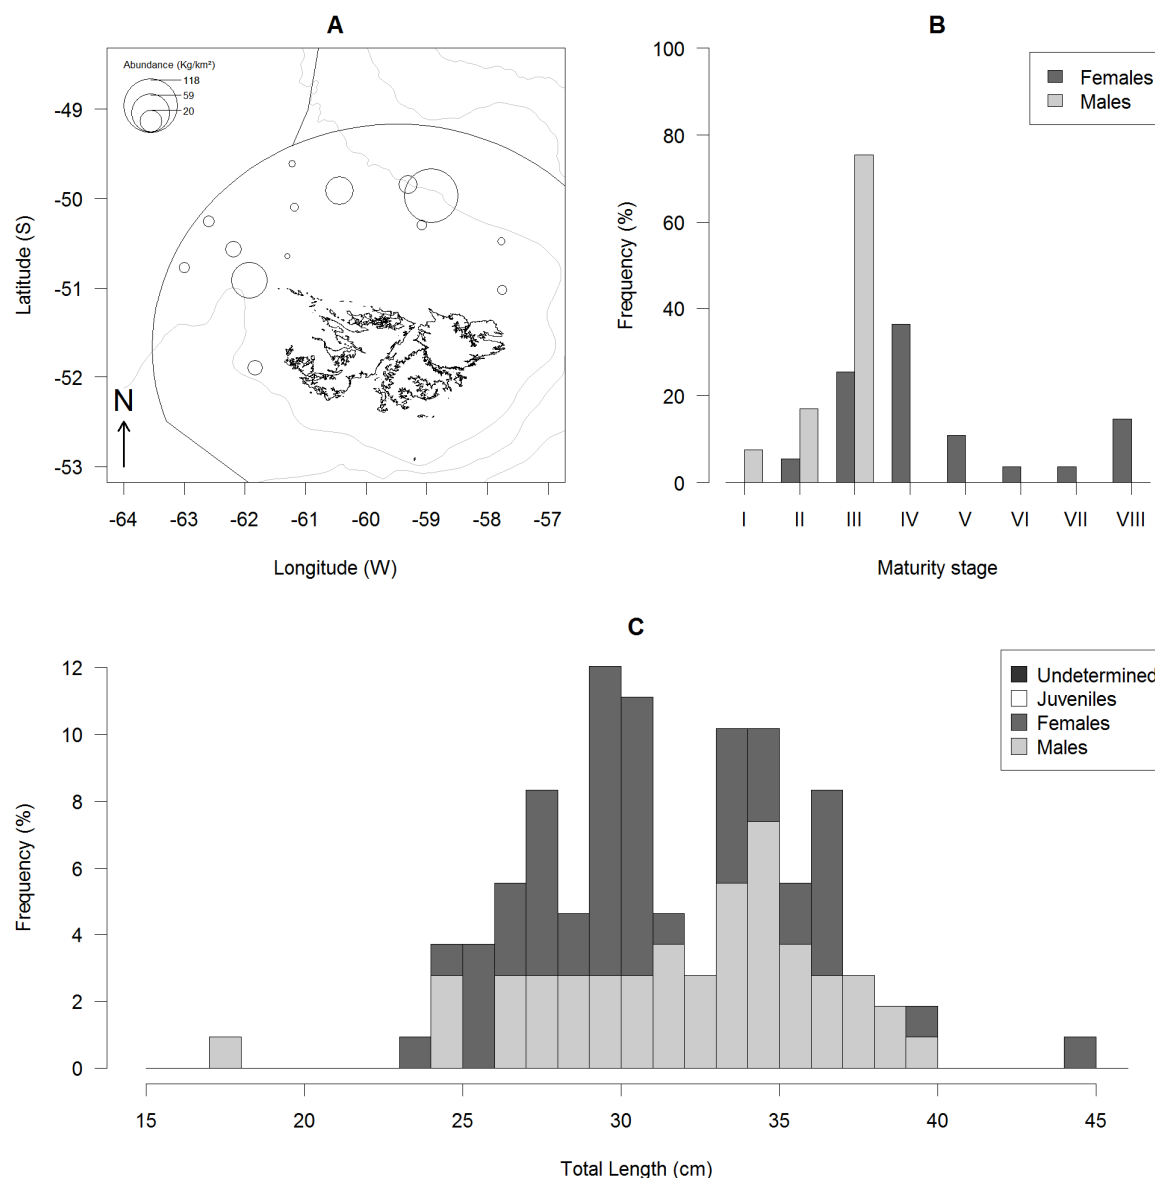 A
Abundance (Kg/km²)
118
59
20
-49
-50
-51
-52
-53
Latitude (S)
N
-64 -63 -62 -61 -60 -59 -58 -57
Longitude (W)
B
100
80
60
40
20
0
Frequency (%)
Females
Males
I II III IV V VI VII VIII
Maturity stage
C
12
10
8
6
4
2
0
Frequency (%)
Undetermined
Juveniles
Females
Males
15 20 25 30 35 40 45
Total Length (cm)